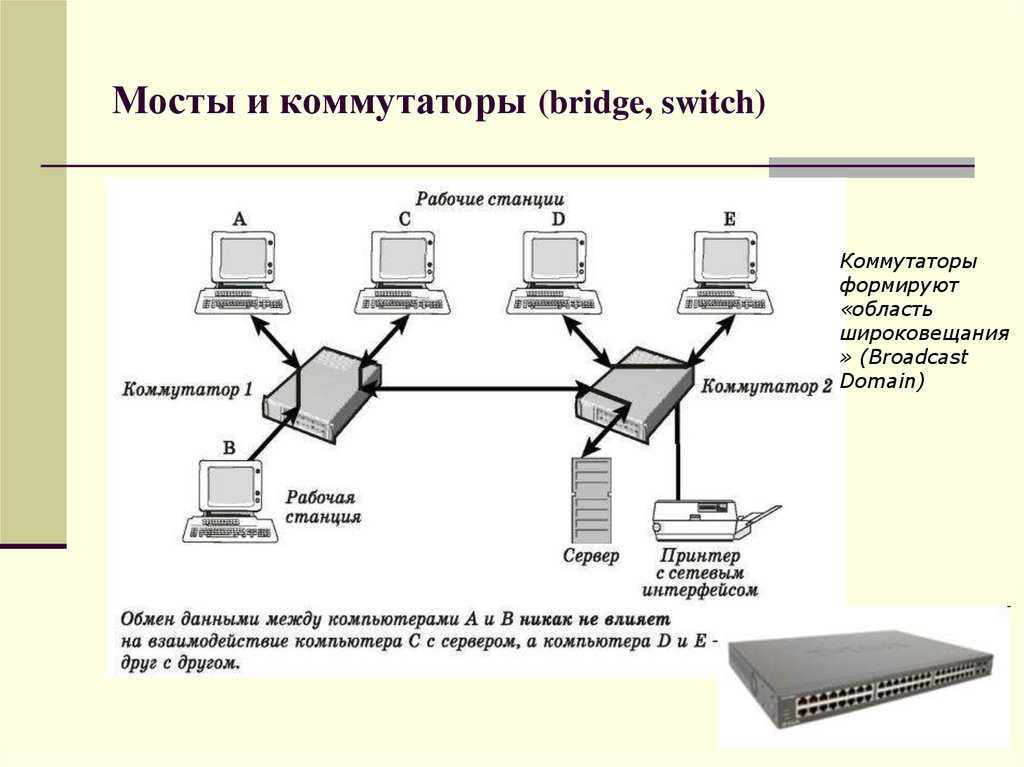 Мосты и коммутаторы (bridge, switch)
Рабочие станции
A
C
D
E
Коммутаторы
формируют
«область
широковещания
» (Broadcast
Domain)
Коммутатор 1
Коммутатор 2
B
Рабочая
станция
Сервер
Принтер
с сетевым
интерфейсом
Обмен данными между компьютерами A и B никак не влияет
на взаимодействие компьютера C с сервером, а компьютера D и E -
друг с другом.